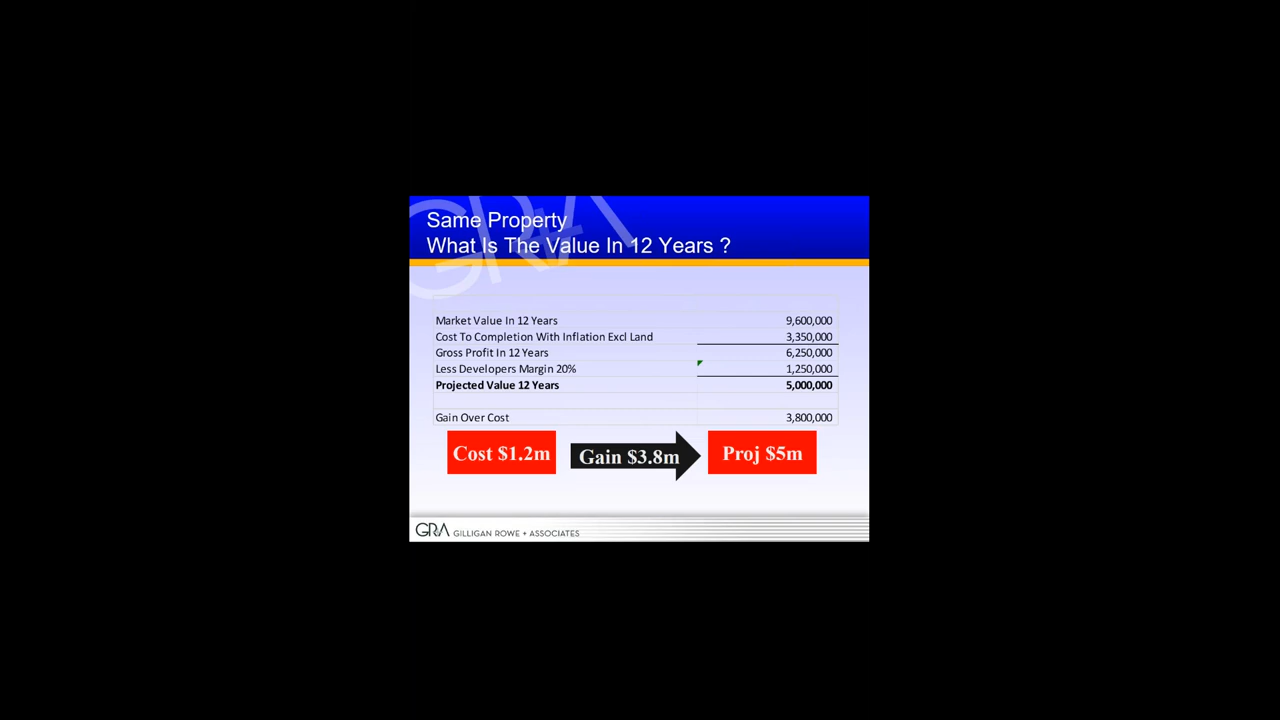 Same Property
What Is The Value In 12 Years ?
Market Value In 12 Years 9,600,000
Cost To Completion With Inflation Excl Land 3,350,000
Gross Profit In 12 Years 6,250,000
Less Developers Margin 20% 1,250,000
Projected Value 12 Years 5,000,000
Gain Over Cost 3,800,000
Cost $1.2m Gain $3.8m Proj $5m
GRA GILLIGAN ROWE + ASSOCIATES